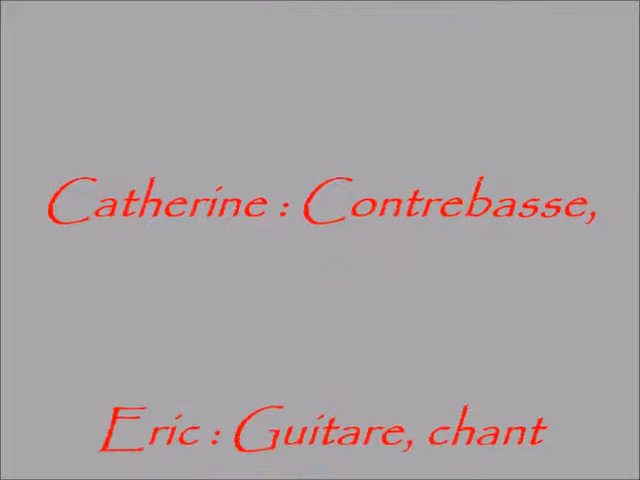 Catherine : Contrebasse,
Eric : Guitare, chant